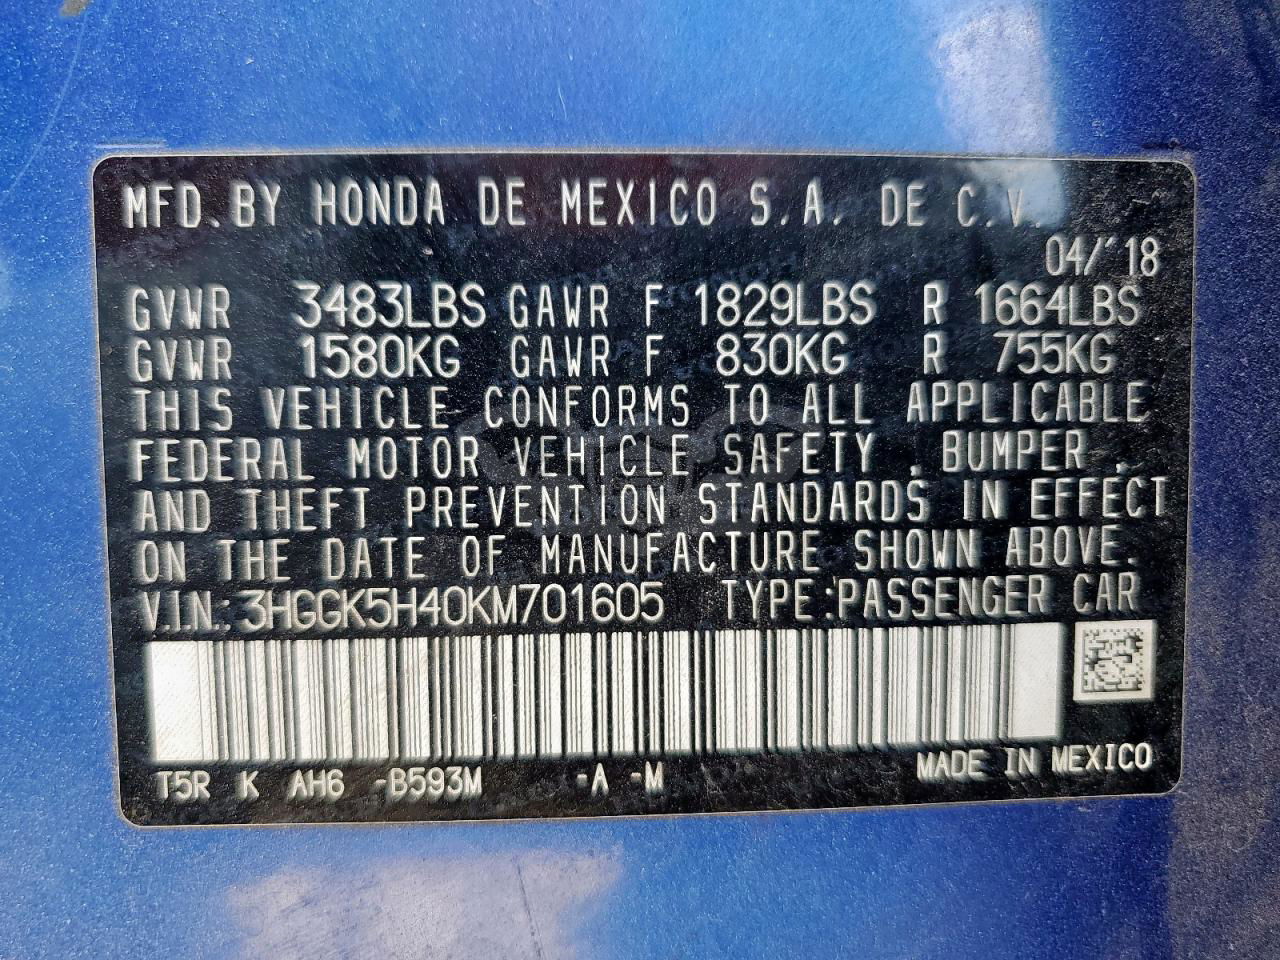 MFD. BY HONDA DE MEXICO S.A. DE C.V.
04/'18
GVWR 3483LBS GAWR F 1829LBS R 1664LBS
GVWR 1580KG GAWR F 830KG R 755KG
THIS VEHICLE CONFORMS TO ALL APPLICABLE
FEDERAL MOTOR VEHICLE SAFETY , BUMPER ,
AND THEFT PREVENTION STANDARDS IN EFFECT
ON THE DATE OF MANUFACTURE SHOWN ABOVE.
V.I.N.: 3HGGK5H40KM701605 TYPE:PASSENGER CAR
T5R K AH6 -B593M -A -M MADE IN MEXICO